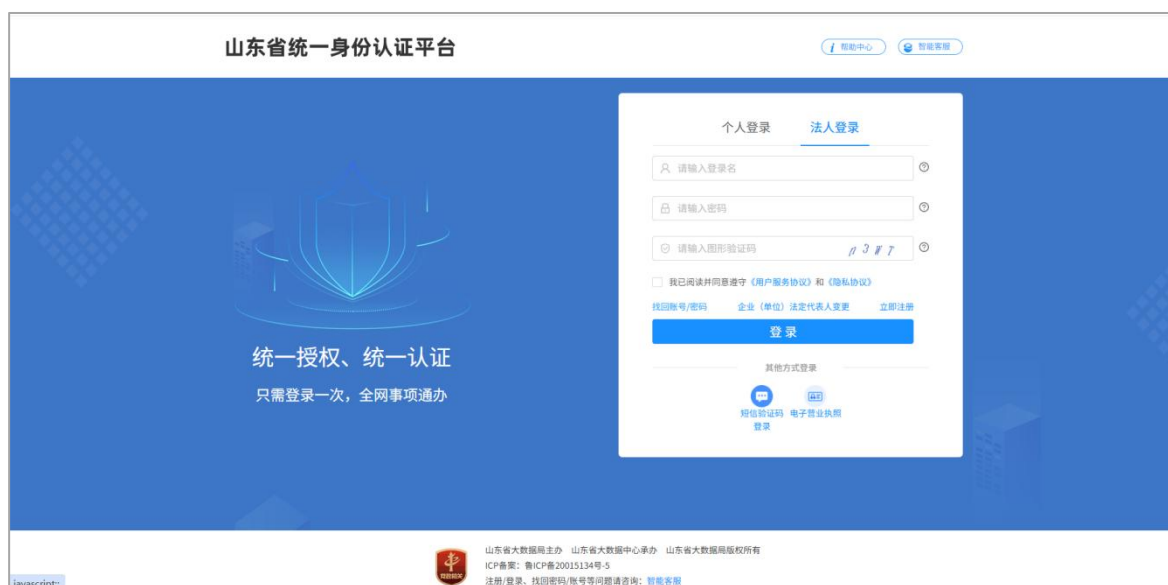 山东省统一身份认证平台
帮助中心
智能客服
个人登录
法人登录
请输入登录名
请输入密码
请输入图形验证码
n3WT
我已阅读并同意遵守《用户服务协议》和《隐私协议》
找回账号/密码
企业（单位）法定代表人变更
立即注册
登录
其他方式登录
短信验证码
登录
电子营业执照
统一授权、统一认证
只需登录一次，全网事项通办
山东省大数据局主办 山东省大数据中心承办 山东省大数据局版权所有
ICP备案：鲁ICP备20015134号-5
注册/登录、找回密码/账号等问题请咨询：智能客服
党政机关
javascript:;